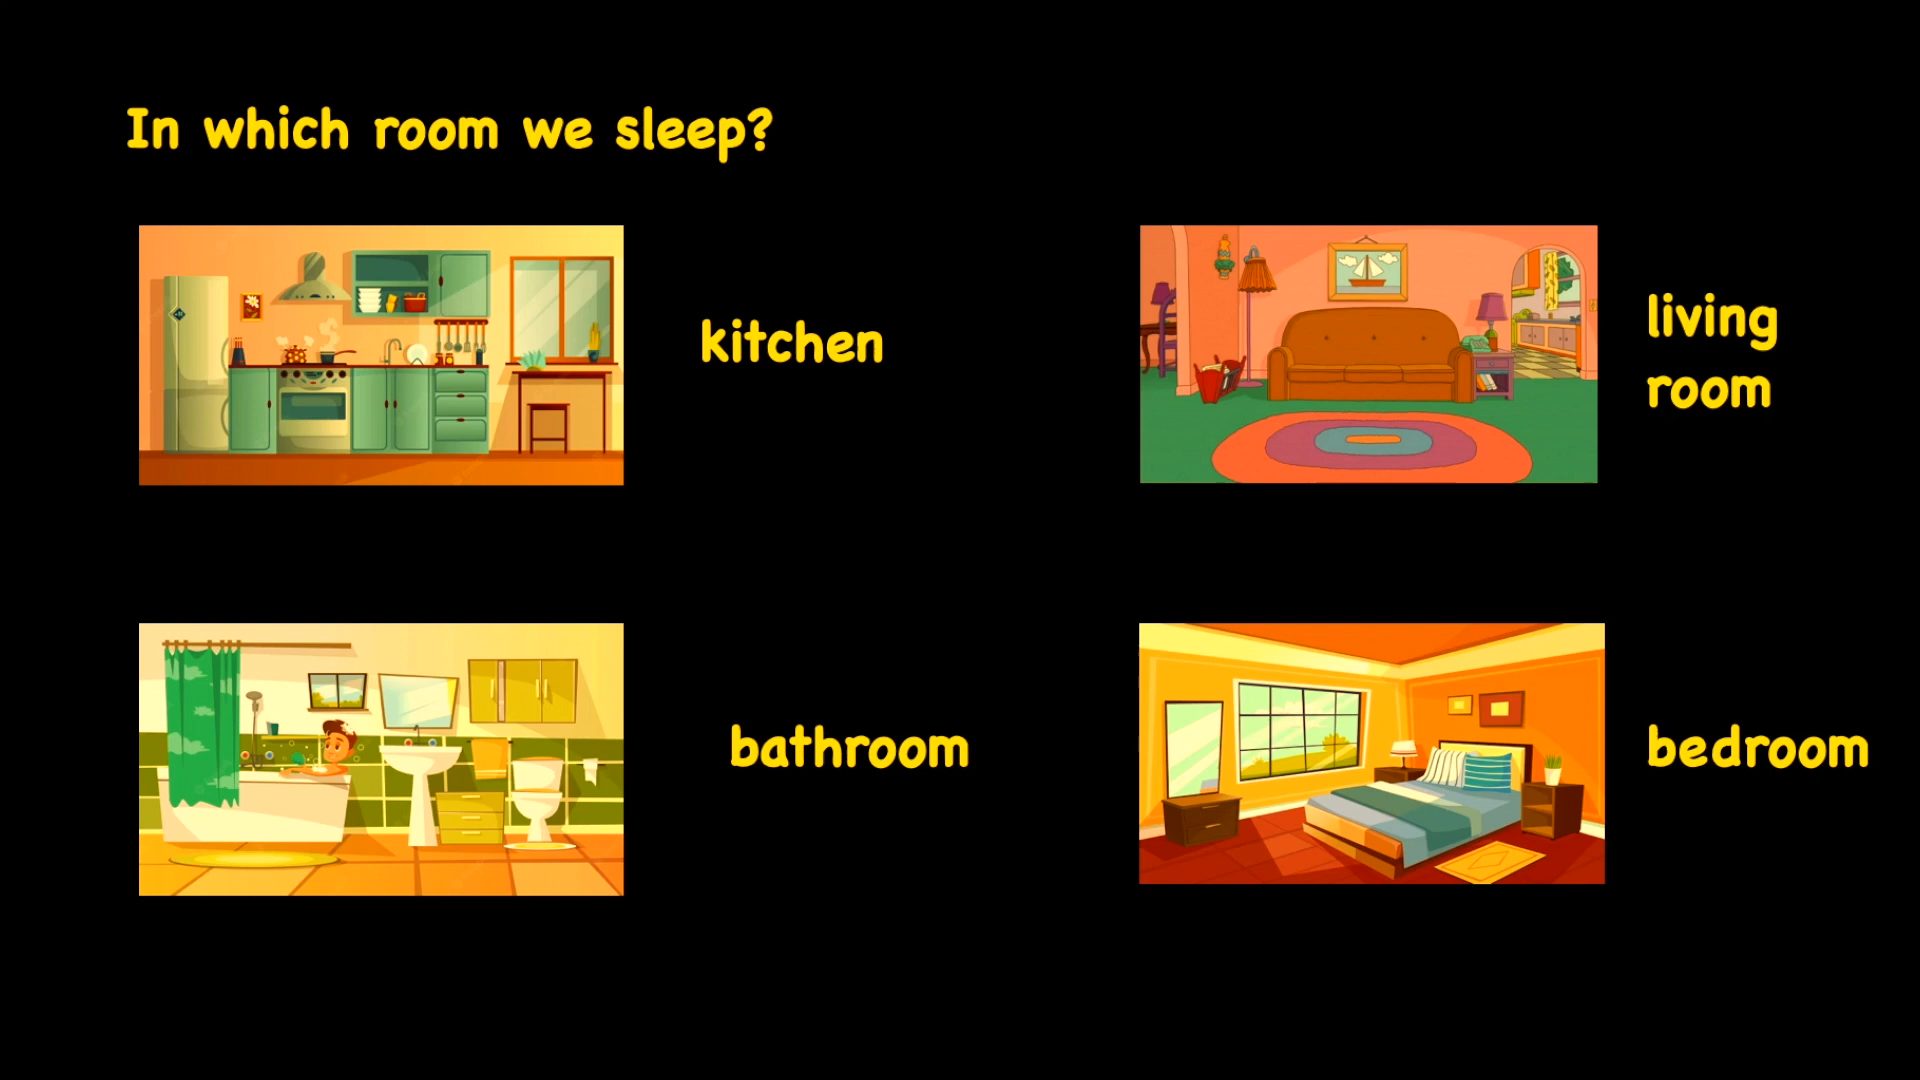 In which room we sleep?
kitchen
living
room
bathroom
bedroom